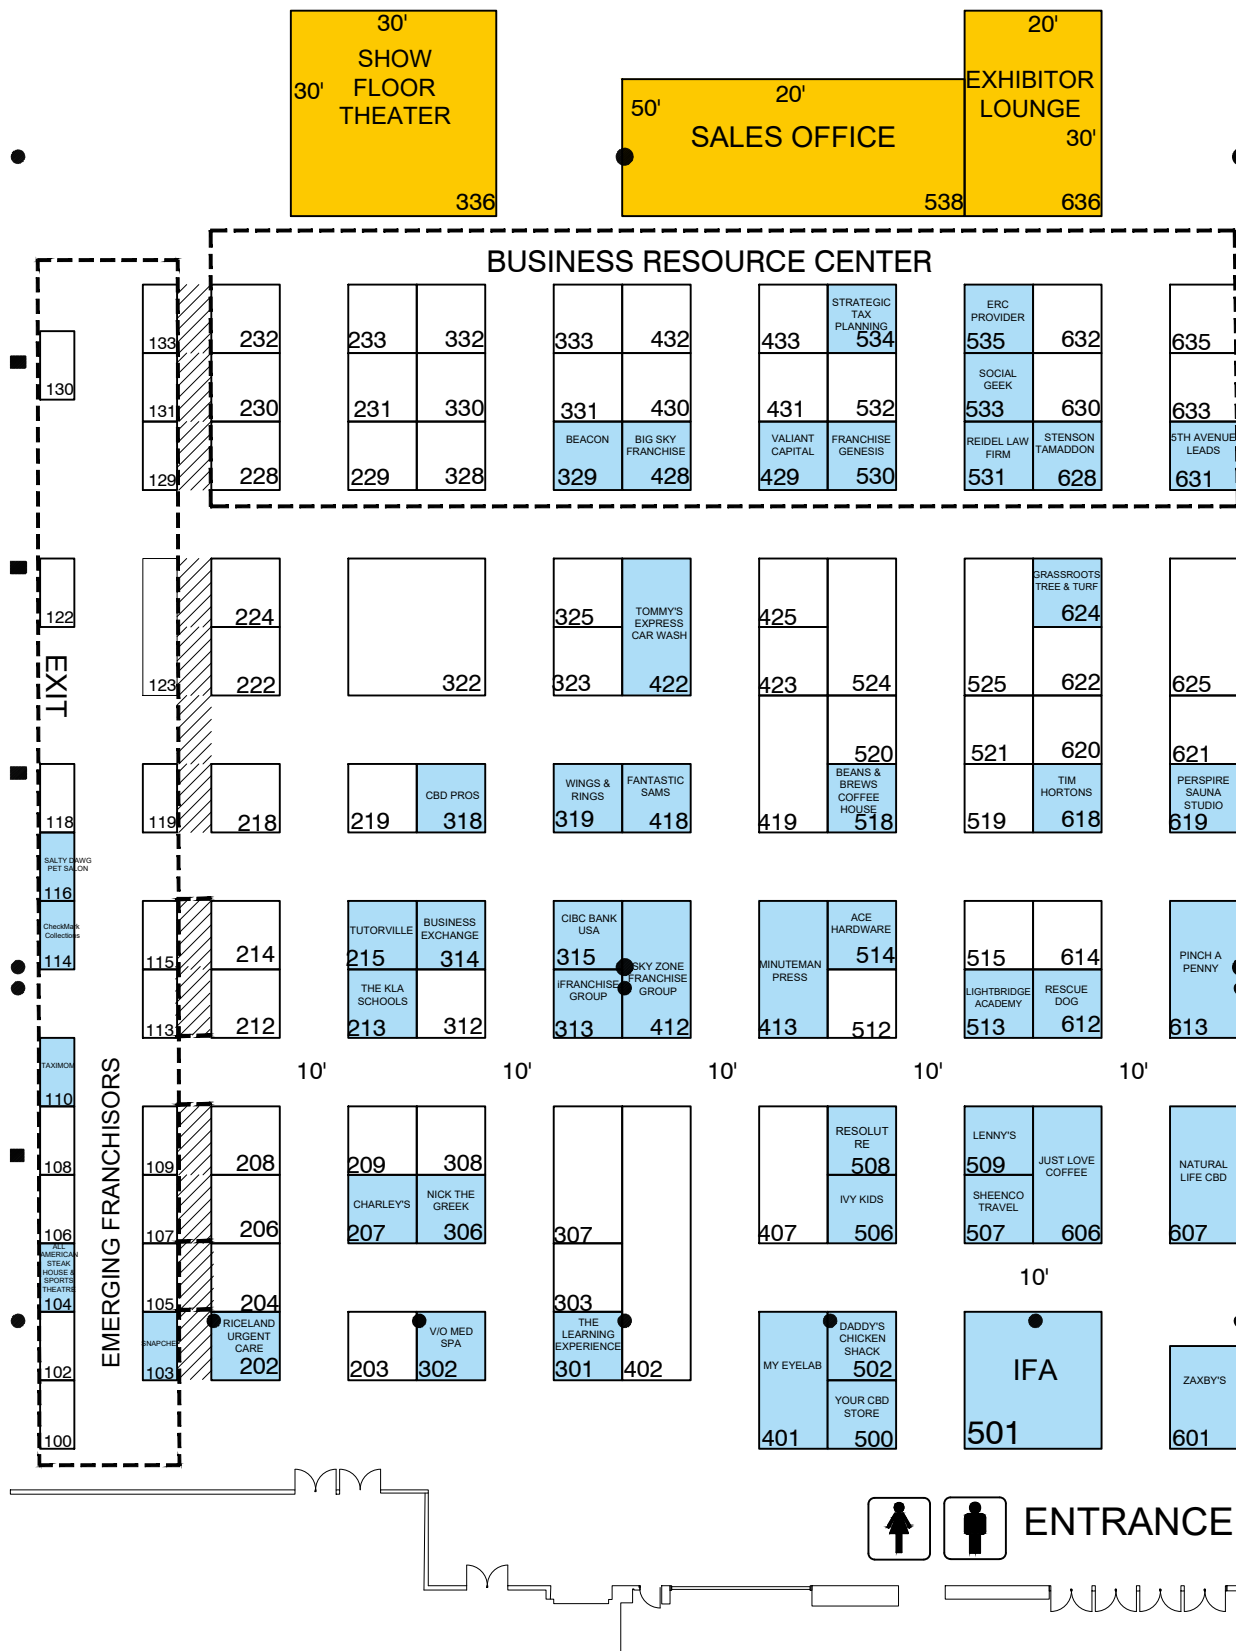 30'
SHOW
FLOOR
THEATER
30'
336
50'
20'
SALES OFFICE
538
20'
EXHIBITOR
LOUNGE
30'
636
BUSINESS RESOURCE CENTER
133
232
233
332
333
432
433
STRATEGIC
TAX
PLANNING
534
ERC
PROVIDER
535
632
635
130
131
230
231
330
331
430
431
532
SOCIAL
GEEK
533
630
633
129
228
229
328
BEACON
329
BIG SKY
FRANCHISE
428
VALIANT
CAPITAL
429
FRANCHISE
GENESIS
530
REIDEL LAW
FIRM
531
STENSON
TAMADDON
628
5TH AVENUE
LEADS
631
122
123
224
222
322
325
323
TOMMY'S
EXPRESS
CAR WASH
422
425
423
524
525
GRASSROOTS
TREE & TURF
624
622
625
EXIT
520
521
620
621
118
119
218
219
CBD PROS
318
WINGS &
RINGS
319
FANTASTIC
SAMS
418
419
BEANS &
BREWS
COFFEE
HOUSE
518
519
TIM
HORTONS
618
PERSPIRE
SAUNA
STUDIO
619
SALTY DAWG
PET SALON
116
CheckMark
Collections
114
115
214
TUTORVILLE
215
BUSINESS
EXCHANGE
314
CIBC BANK
USA
315
SKY ZONE
FRANCHISE
GROUP
412
MINUTEMAN
PRESS
413
ACE
HARDWARE
514
515
614
PINCH A
PENNY
613
113
212
THE KLA
SCHOOLS
213
312
iFRANCHISE
GROUP
313
512
LIGHTBRIDGE
ACADEMY
513
RESCUE
DOG
612
TAXIMOM
110
10'
10'
10'
10'
10'
EMERGING FRANCHISORS
108
109
208
209
308
307
RESOLUT
RE
508
LENNY'S
509
JUST LOVE
COFFEE
606
NATURAL
LIFE CBD
607
106
107
206
CHARLEY'S
207
NICK THE
GREEK
306
407
IVY KIDS
506
SHEENCO
TRAVEL
507
ALL
AMERICAN
STEAK
HOUSE &
SPORTS
THEATRE
104
105
204
303
10'
102
SNAPCHEF
103
RICELAND
URGENT
CARE
202
203
V/O MED
SPA
302
THE
LEARNING
EXPERIENCE
301
402
MY EYELAB
401
DADDY'S
CHICKEN
SHACK
502
YOUR CBD
STORE
500
IFA
501
ZAXBY'S
601
100
ENTRANCE